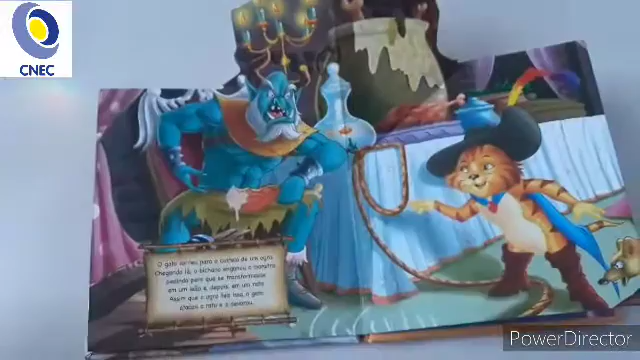 CNEC
O gato correu para o castelo de um ogro.
Chegando lá, o bichano enganou o monstro
pedindo para que se transformasse
em um leão e, depois, em um rato.
Assim que o ogro fez isso, o gato
atacou o rato e o devorou.
PowerDirector